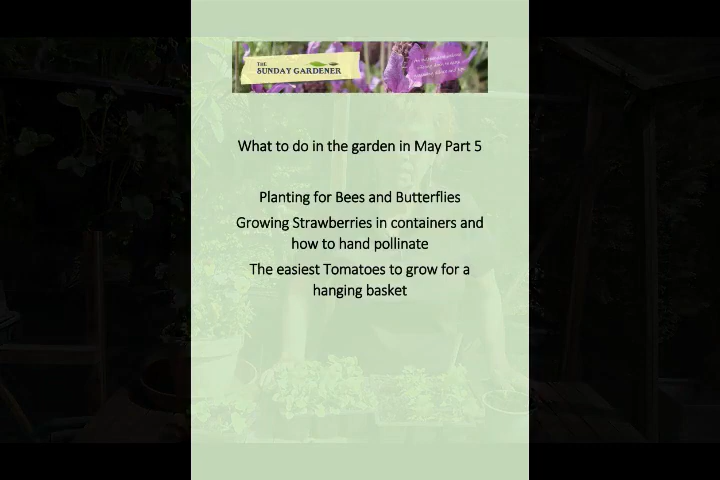 THE
SUNDAY GARDENER
What to do in the garden in May Part 5
Planting for Bees and Butterflies
Growing Strawberries in containers and
how to hand pollinate
The easiest Tomatoes to grow for a
hanging basket